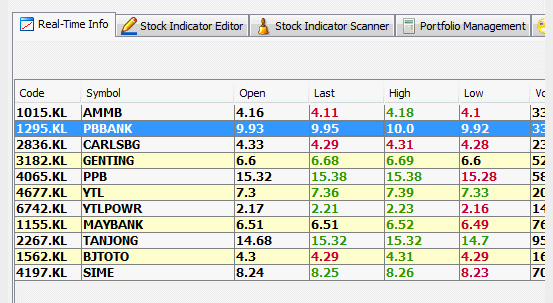 Real-Time Info Stock Indicator Editor Stock Indicator Scanner Portfolio Management
Code Symbol Open Last High Low
1015.KL AMMB 4.16 4.11 4.18 4.1 33
1295.KL PBBANK 9.93 9.95 10.0 9.92 33
2836.KL CARLSBG 4.33 4.29 4.31 4.28 23
3182.KL GENTING 6.6 6.68 6.69 6.6 52
4065.KL PPB 15.32 15.38 15.38 15.28 58
4677.KL YTL 7.3 7.36 7.39 7.33 20
6742.KL YTLPOWR 2.17 2.21 2.23 2.16 14
1155.KL MAYBANK 6.51 6.51 6.52 6.49 76
2267.KL TANJONG 14.68 15.32 15.32 14.7 95
1562.KL BJTOTO 4.3 4.29 4.31 4.29 16
4197.KL SIME 8.24 8.25 8.26 8.23 70